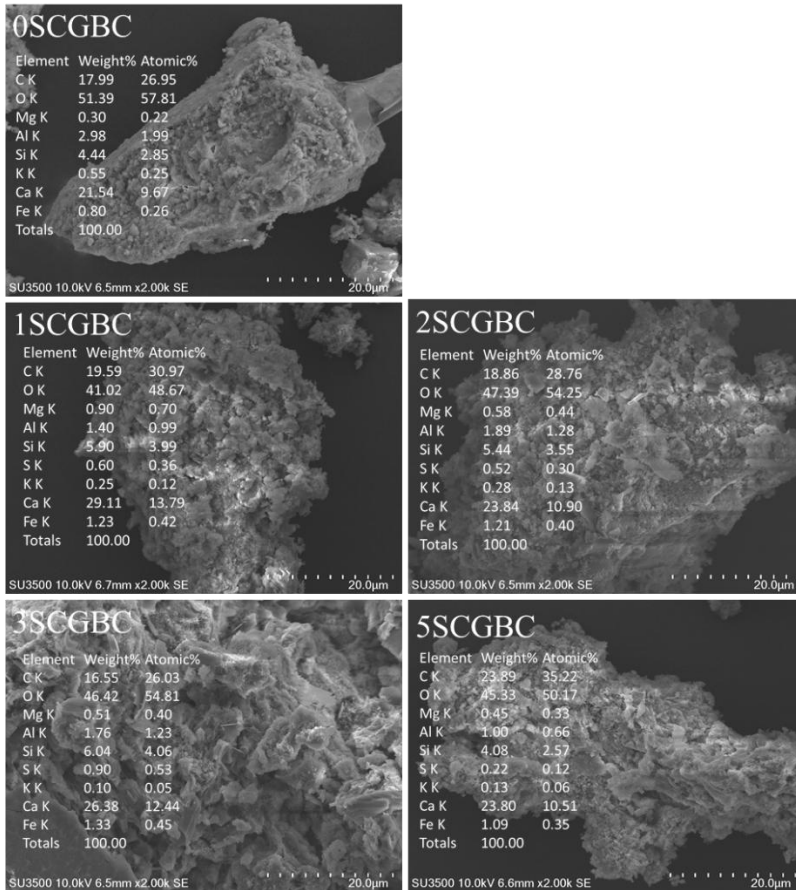 0SCGBC
Element Weight% Atomic%
C K 17.99 26.95
O K 51.39 57.81
Mg K 0.30 0.22
Al K 2.98 1.99
Si K 4.44 2.85
K K 0.55 0.25
Ca K 21.54 9.67
Fe K 0.80 0.26
Totals 100.00
SU3500 10.0kV 6.5mm x2.00k SE 20.0µm
1SCGBC
Element Weight% Atomic%
C K 19.59 30.97
O K 41.02 48.67
Mg K 0.90 0.70
Al K 1.40 0.99
Si K 5.90 3.99
S K 0.60 0.36
K K 0.25 0.12
Ca K 29.11 13.79
Fe K 1.23 0.42
Totals 100.00
SU3500 10.0kV 6.7mm x2.00k SE 20.0µm
2SCGBC
Element Weight% Atomic%
C K 18.86 28.76
O K 47.39 54.25
Mg K 0.58 0.44
Al K 1.89 1.28
Si K 5.44 3.55
S K 0.52 0.30
K K 0.28 0.13
Ca K 23.84 10.90
Fe K 1.21 0.40
Totals 100.00
SU3500 10.0kV 6.5mm x2.00k SE 20.0µm
3SCGBC
Element Weight% Atomic%
C K 16.55 26.03
O K 46.42 54.81
Mg K 0.51 0.40
Al K 1.76 1.23
Si K 6.04 4.06
S K 0.90 0.53
K K 0.10 0.05
Ca K 26.38 12.44
Fe K 1.33 0.45
Totals 100.00
SU3500 10.0kV 6.5mm x2.00k SE 20.0µm
5SCGBC
Element Weight% Atomic%
C K 23.89 35.22
O K 45.33 50.17
Mg K 0.45 0.33
Al K 1.00 0.66
Si K 4.08 2.57
S K 0.22 0.12
K K 0.13 0.06
Ca K 23.80 10.51
Fe K 1.09 0.35
Totals 100.00
SU3500 10.0kV 6.6mm x2.00k SE 20.0µm